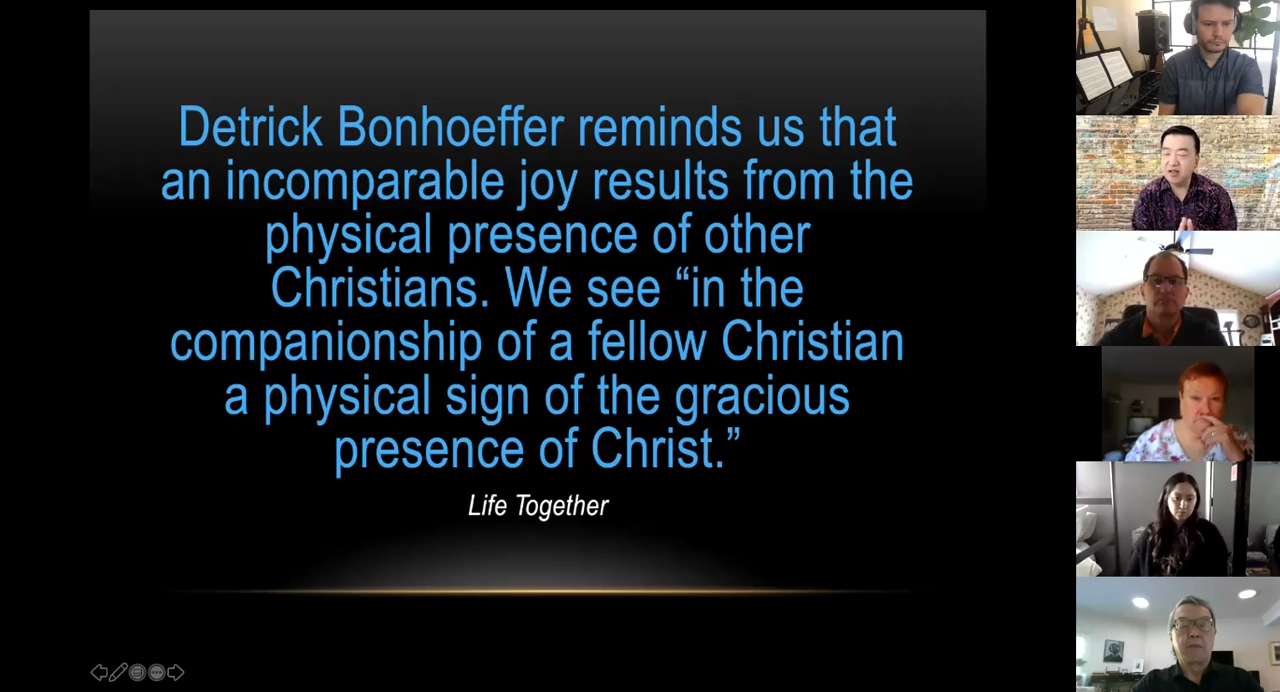 Detrick Bonhoeffer reminds us that
an incomparable joy results from the
physical presence of other
Christians. We see “in the
companionship of a fellow Christian
a physical sign of the gracious
presence of Christ.”
Life Together